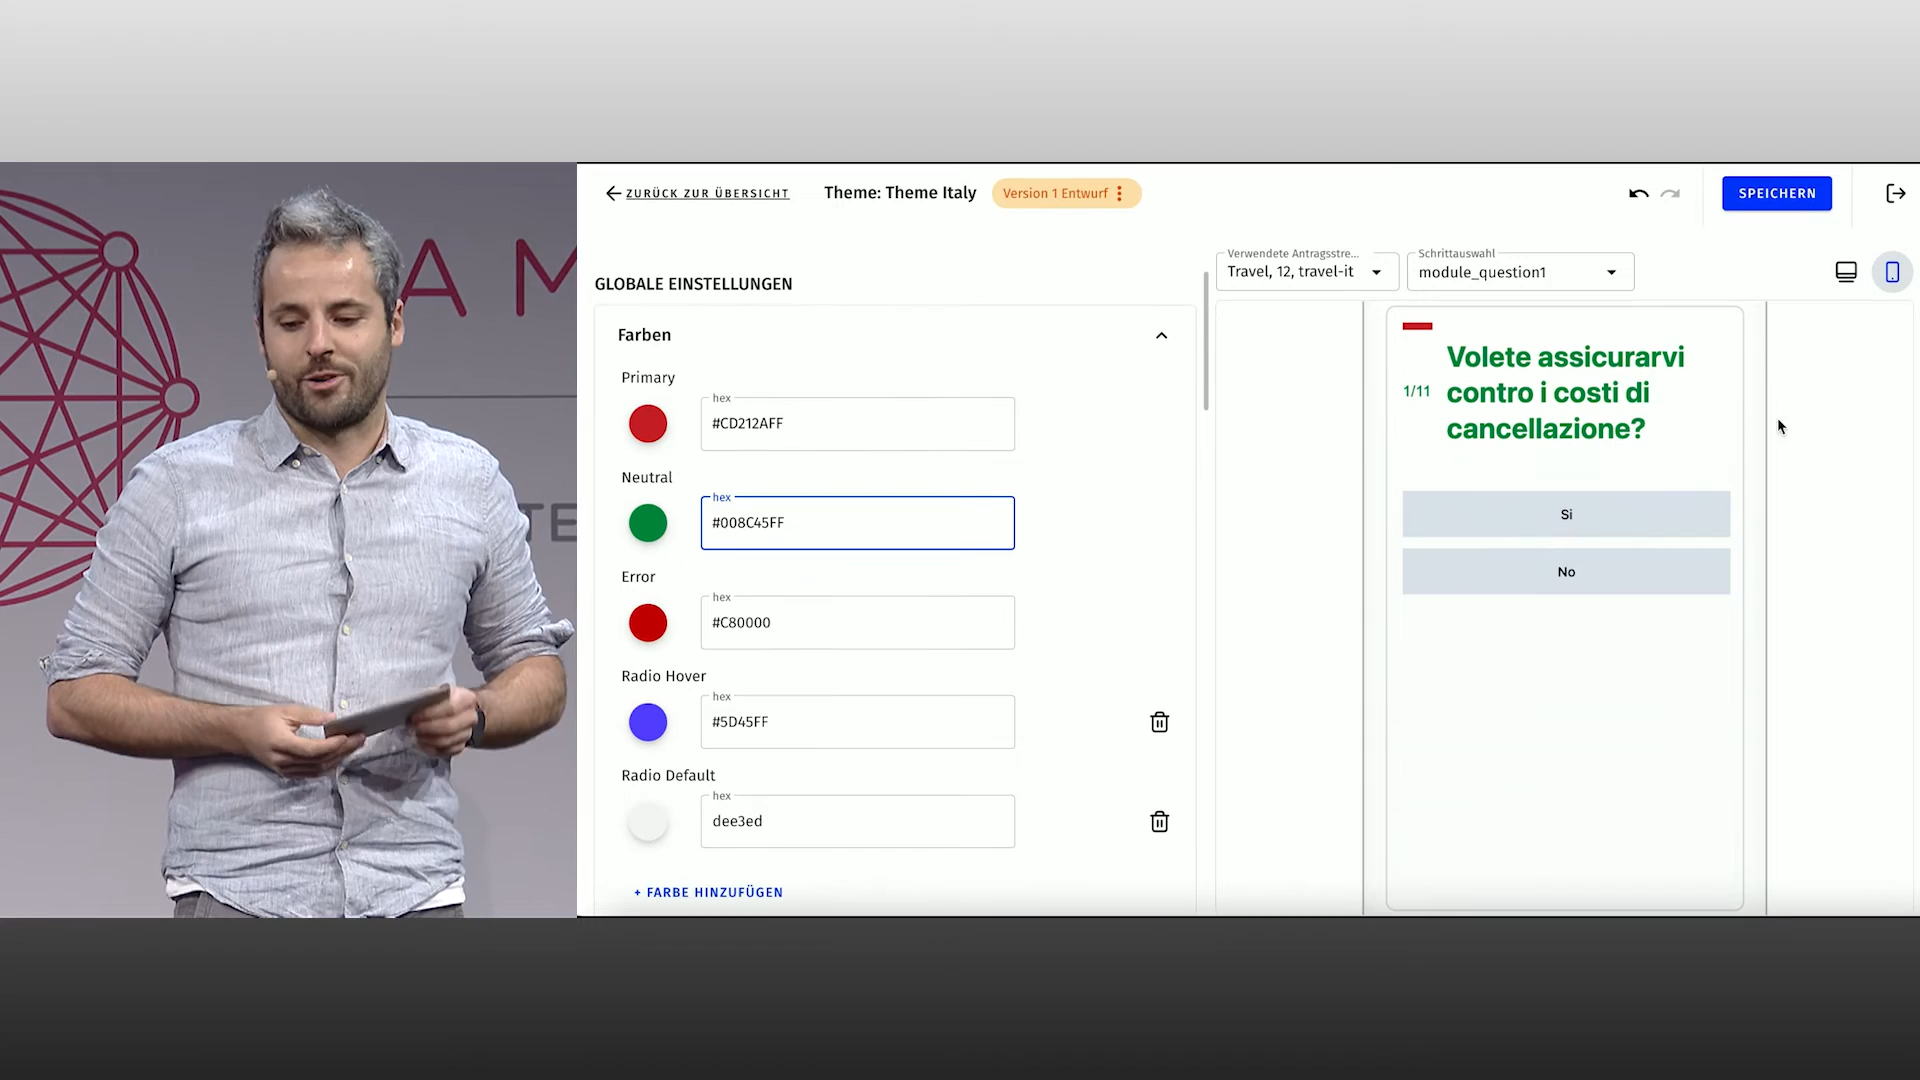 A M
TE
ZURÜCK ZUR ÜBERSICHT
Theme: Theme Italy
Version 1 Entwurf
SPEICHERN
Verwendete Antragsstre...
Travel, 12, travel-it
Schrittauswahl
module_question1
GLOBALE EINSTELLUNGEN
Farben
Primary
hex
#CD212AFF
Neutral
hex
#008C45FF
Error
hex
#C80000
Radio Hover
hex
#5D45FF
Radio Default
hex
dee3ed
+ FARBE HINZUFÜGEN
1/11
Volete assicurarvi
contro i costi di
cancellazione?
Si
No